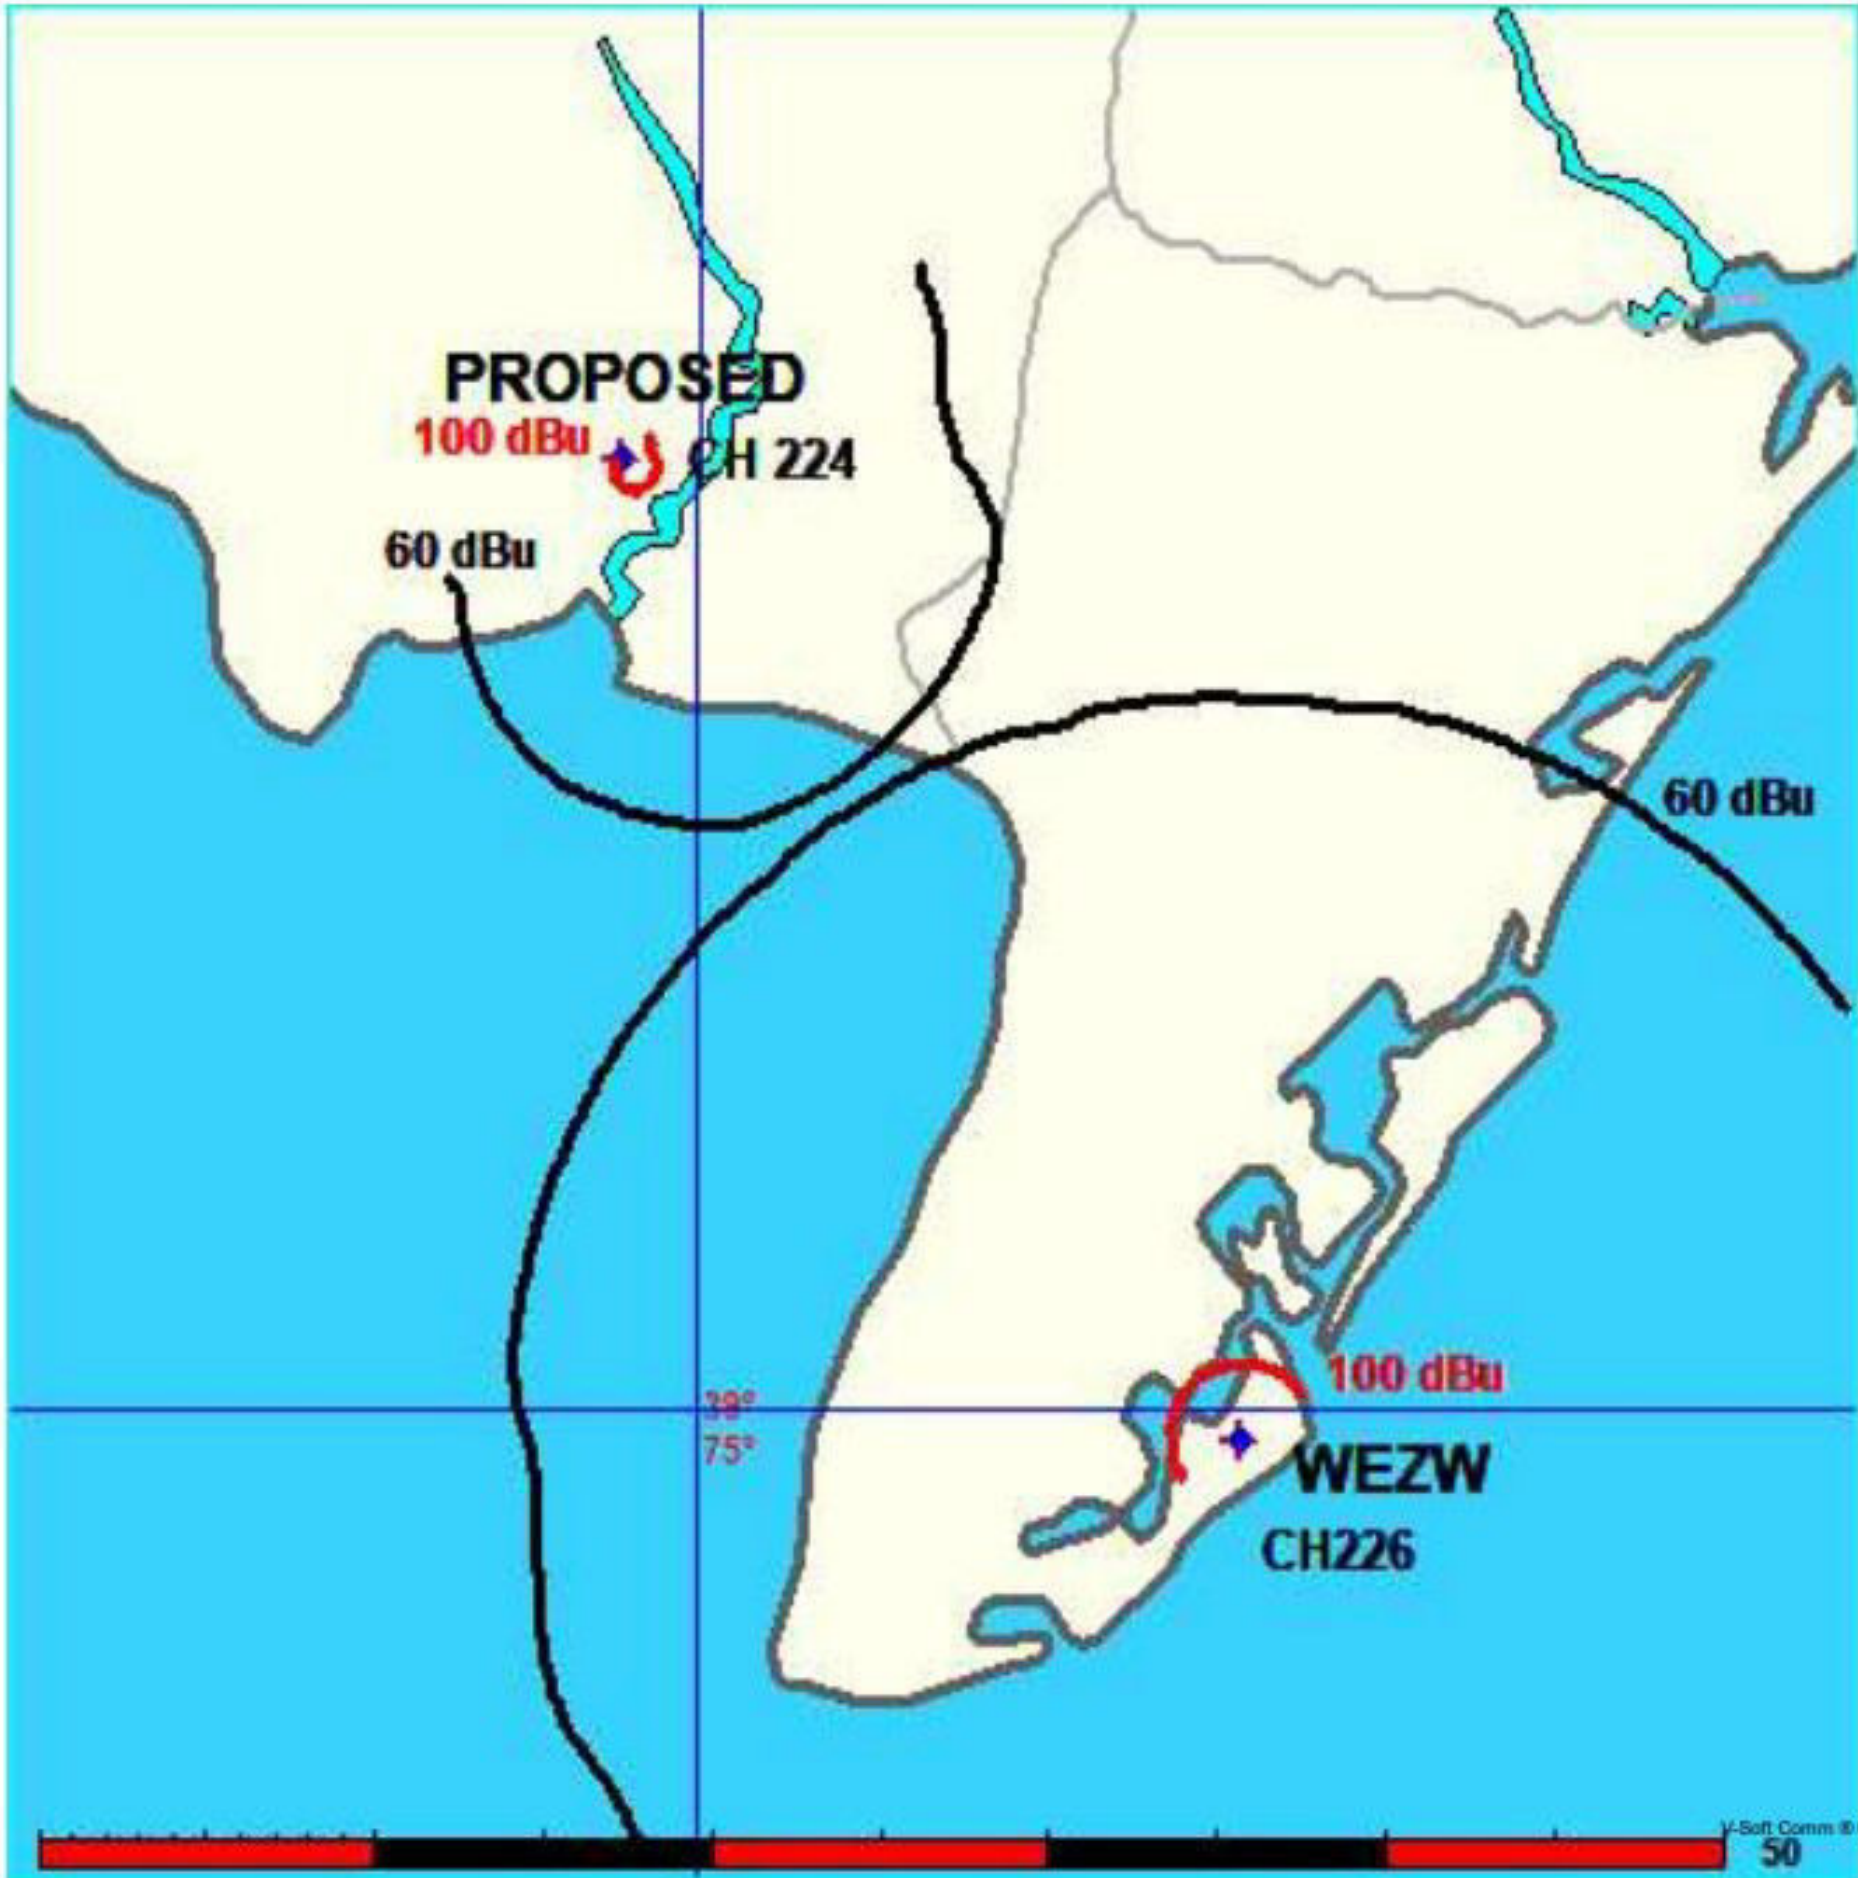 PROPOSED
100 dBu
CH 224
60 dBu
60 dBu
100 dBu
39°
75°
WEZW
CH226
V-Soft Comm ®
50